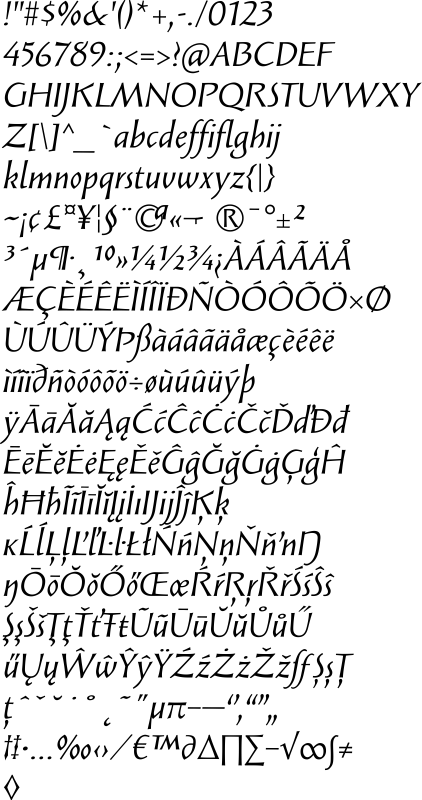 !"#$%&'()*+,-./0123
456789:;<=>?@ABCDEF
GHIJKLMNOPQRSTUVWXY
Z[\]^_`abcdeffiflghij
klmnopqrstuvwxyz{|}
~¡¢£¤¥¦§¨©ª«¬ ®¯°±²
³´µ¶·¸¹º»¼½¾¿ÀÁÂÃÄÅ
ÆÇÈÉÊËÌÍÎÏÐÑÒÓÔÕÖ×Ø
ÙÚÛÜÝÞßàáâãäåæçèéêë
ìíîïðñòóôõö÷øùúûüýþ
ÿĀāĂăĄąĆćĈĉĊċČčĎďĐđ
ĒēĔĕĖėĘęĚěĜĝĞğĠġĢģĤ
ĥĦħĨĩĪīĬĭĮįİıĲĳĴĵĶķ
ĸĹĺĻļĽľĿŀŁłŃńŅņŇňŉŊ
ŋŌōŎŏŐőŒœŔŕŖŗŘřŚśŜŝ
ŞşŠšŢţŤťŦŧŨũŪūŬŭŮůŰ
űŲųŴŵŶŷŸŹźŻżŽžſƒȘșȚ
țˆˇ˘˙˚˛˜˝μπ–—‘’‚“”„
†‡•…‰‹›⁄€™∂∆∏∑−√∞∫≠
◊